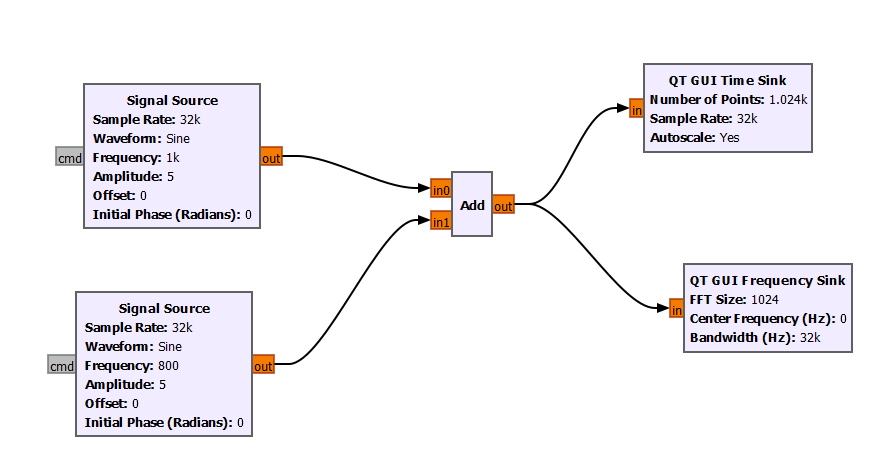 Signal Source
Sample Rate: 32k
Waveform: Sine
cmd
Frequency: 1k
out
Amplitude: 5
Offset: 0
Initial Phase (Radians): 0
Signal Source
Sample Rate: 32k
Waveform: Sine
cmd
Frequency: 800
out
Amplitude: 5
Offset: 0
Initial Phase (Radians): 0
in0
in1
Add
out
QT GUI Time Sink
Number of Points: 1.024k
in
Sample Rate: 32k
Autoscale: Yes
QT GUI Frequency Sink
FFT Size: 1024
in
Center Frequency (Hz): 0
Bandwidth (Hz): 32k